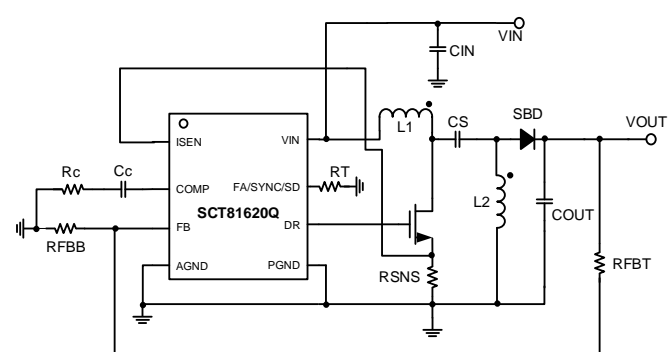 VIN
CIN
L1
CS
SBD
VOUT
ISEN
VIN
Rc
Cc
COMP
FA/SYNC/SD
RT
SCT81620Q
FB
DR
L2
COUT
RFBB
AGND
PGND
RSNS
RFBT